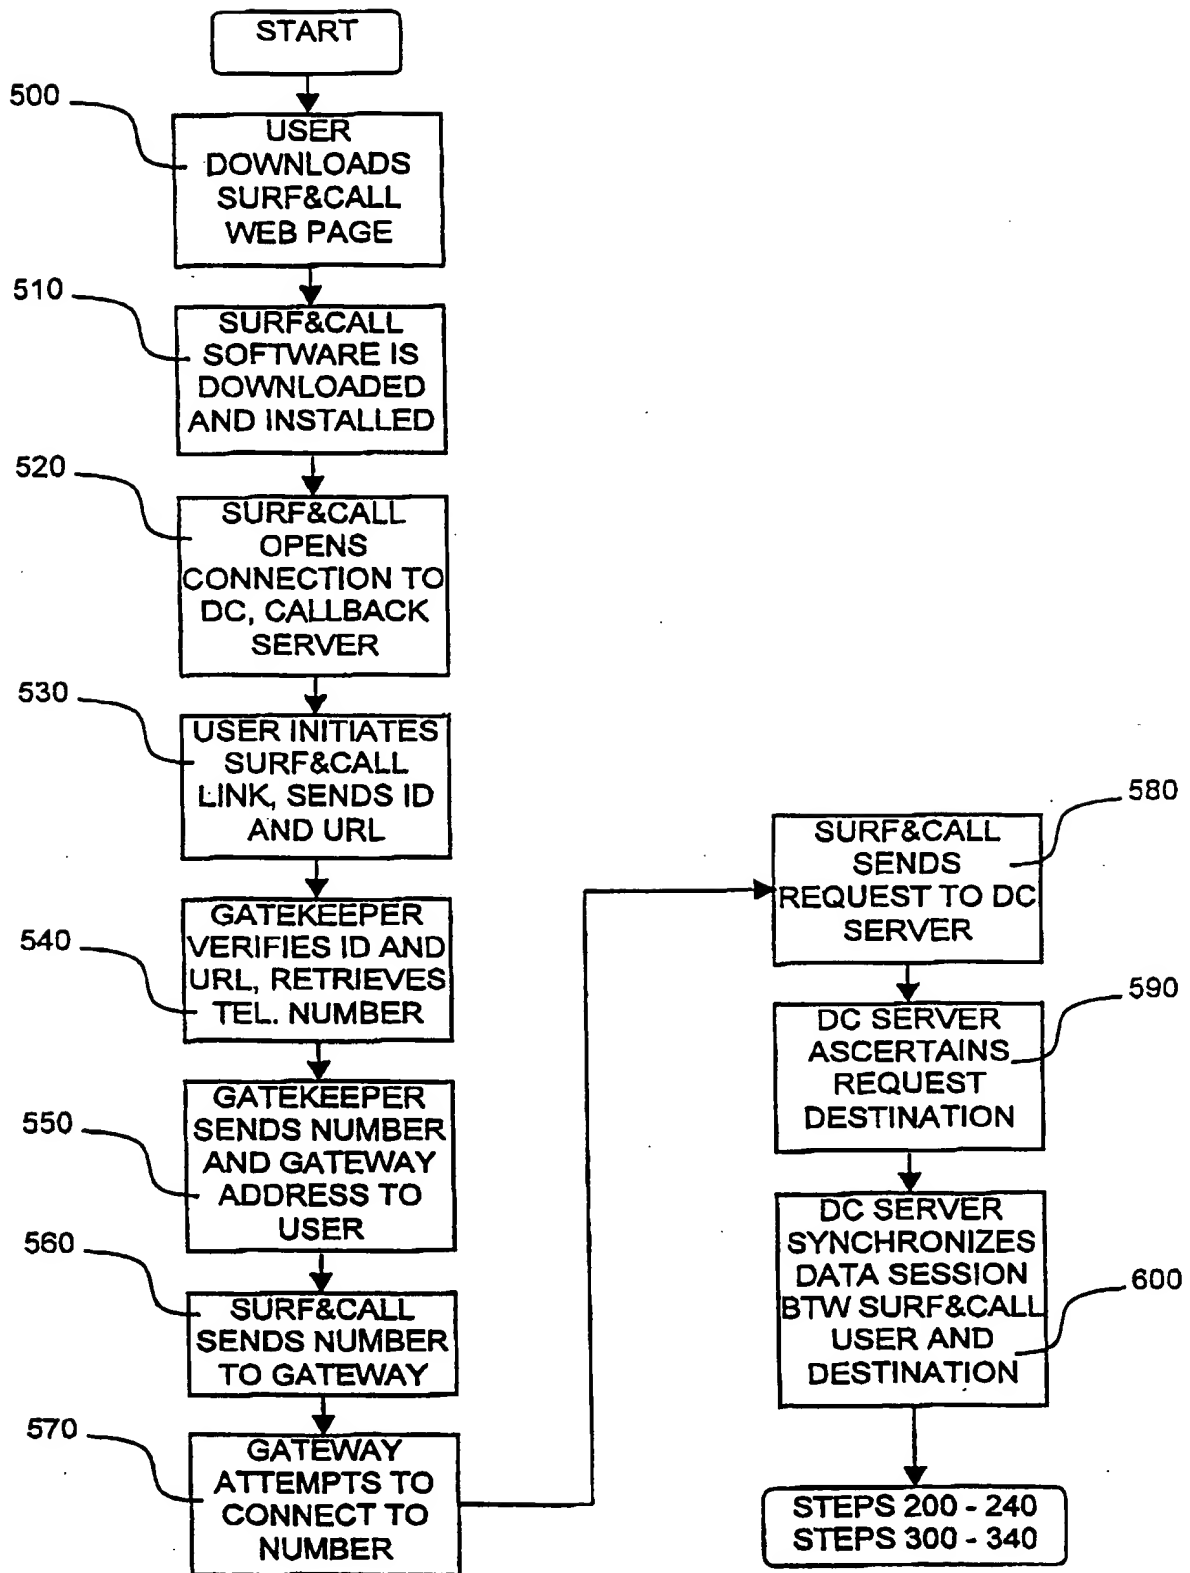 START
500
USER
DOWNLOADS
SURF&CALL
WEB PAGE
510
SURF&CALL
SOFTWARE IS
DOWNLOADED
AND INSTALLED
520
SURF&CALL
OPENS
CONNECTION TO
DC, CALLBACK
SERVER
530
USER INITIATES
SURF&CALL
LINK, SENDS ID
AND URL
540
GATEKEEPER
VERIFIES ID AND
URL, RETRIEVES
TEL. NUMBER
550
GATEKEEPER
SENDS NUMBER
AND GATEWAY
ADDRESS TO
USER
560
SURF&CALL
SENDS NUMBER
TO GATEWAY
570
GATEWAY
ATTEMPTS TO
CONNECT TO
NUMBER
580
SURF&CALL
SENDS
REQUEST TO DC
SERVER
590
DC SERVER
ASCERTAINS
REQUEST
DESTINATION
600
DC SERVER
SYNCHRONIZES
DATA SESSION
BTW SURF&CALL
USER AND
DESTINATION
STEPS 200 - 240
STEPS 300 - 340